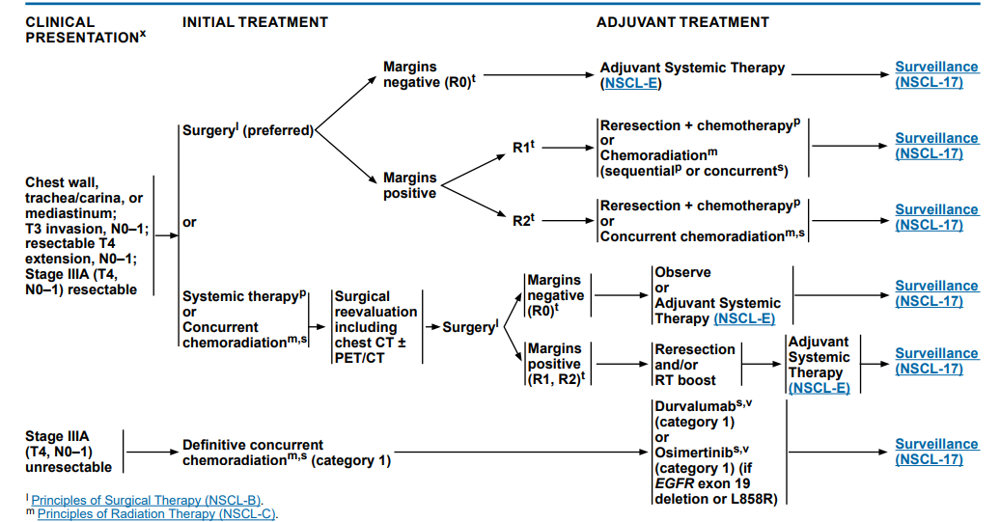 CLINICAL
PRESENTATIONˣ
INITIAL TREATMENT
ADJUVANT TREATMENT
Chest wall,
trachea/carina, or
mediastinum;
T3 invasion, N0–1;
resectable T4
extension, N0–1;
Stage IIIA (T4,
N0–1) resectable
Surgeryˡ (preferred)
or
Systemic therapyᵖ
or
Concurrent
chemoradiationᵐ,ˢ
Margins
negative (R0)ᵗ
Adjuvant Systemic Therapy
(NSCL-E)
Surveillance
(NSCL-17)
Margins
positive
R1ᵗ
Reresection + chemotherapyᵖ
or
Chemoradiationᵐ
(sequentialᵖ or concurrentˢ)
Surveillance
(NSCL-17)
R2ᵗ
Reresection + chemotherapyᵖ
or
Concurrent chemoradiationᵐ,ˢ
Surveillance
(NSCL-17)
Surgical
reevaluation
including
chest CT ±
PET/CT
Surgeryˡ
Margins
negative
(R0)ᵗ
Observe
or
Adjuvant Systemic
Therapy (NSCL-E)
Surveillance
(NSCL-17)
Margins
positive
(R1, R2)ᵗ
Reresection
and/or
RT boost
Adjuvant
Systemic
Therapy
(NSCL-E)
Surveillance
(NSCL-17)
Stage IIIA
(T4, N0–1)
unresectable
Definitive concurrent
chemoradiationᵐ,ˢ (category 1)
Durvalumabˢ,ᵛ
(category 1)
or
Osimertinibˢ,ᵛ
(category 1) (if
EGFR exon 19
deletion or L858R)
Surveillance
(NSCL-17)
ˡ Principles of Surgical Therapy (NSCL-B).
ᵐ Principles of Radiation Therapy (NSCL-C).